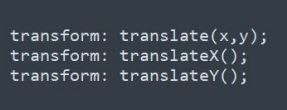 transform: translate(x,y);
transform: translateX();
transform: translateY();